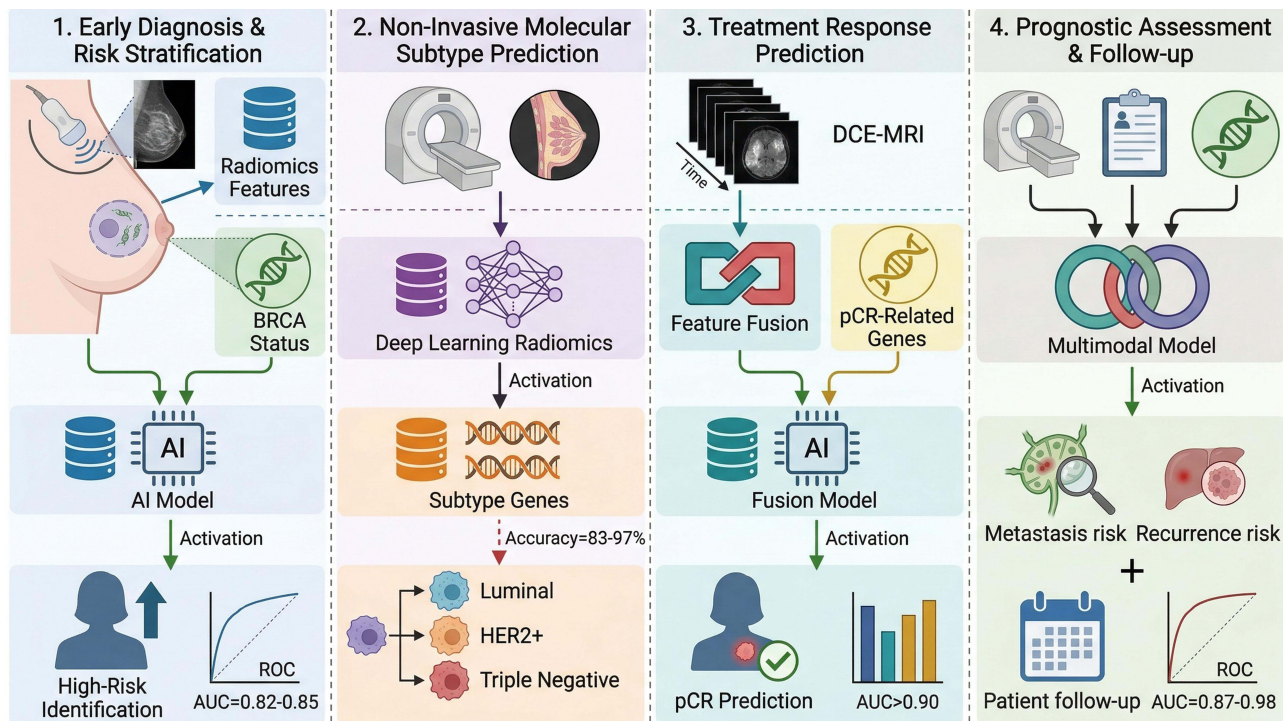 1. Early Diagnosis &
Risk Stratification
Radiomics
Features
BRCA
Status
AI
AI Model
Activation
High-Risk
Identification
ROC
AUC=0.82-0.85
2. Non-Invasive Molecular
Subtype Prediction
Deep Learning Radiomics
Activation
Subtype Genes
Accuracy=83-97%
Luminal
HER2+
Triple Negative
3. Treatment Response
Prediction
Time
DCE-MRI
Feature Fusion
pCR-Related
Genes
AI
Fusion Model
Activation
pCR Prediction
AUC>0.90
4. Prognostic Assessment
& Follow-up
Multimodal Model
Activation
Metastasis risk
Recurrence risk
+
Patient follow-up
ROC
AUC=0.87-0.98